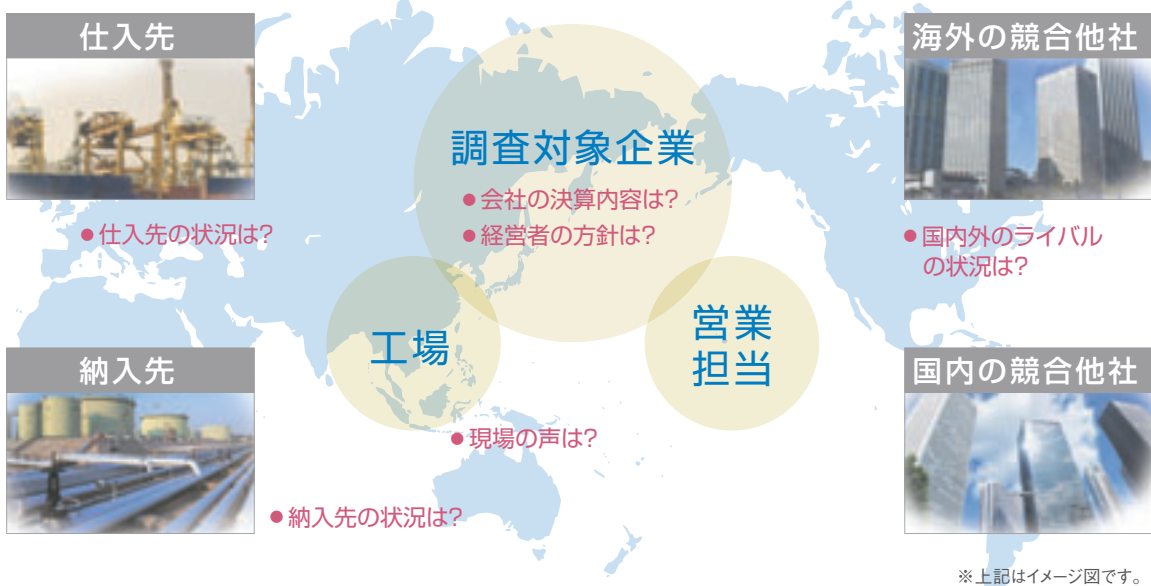 仕入先
●仕入先の状況は?
調査対象企業
●会社の決算内容は?
●経営者の方針は?
海外の競合他社
●国内外のライバル
の状況は?
工場
営業
担当
●現場の声は?
納入先
●納入先の状況は?
国内の競合他社
※上記はイメージ図です。